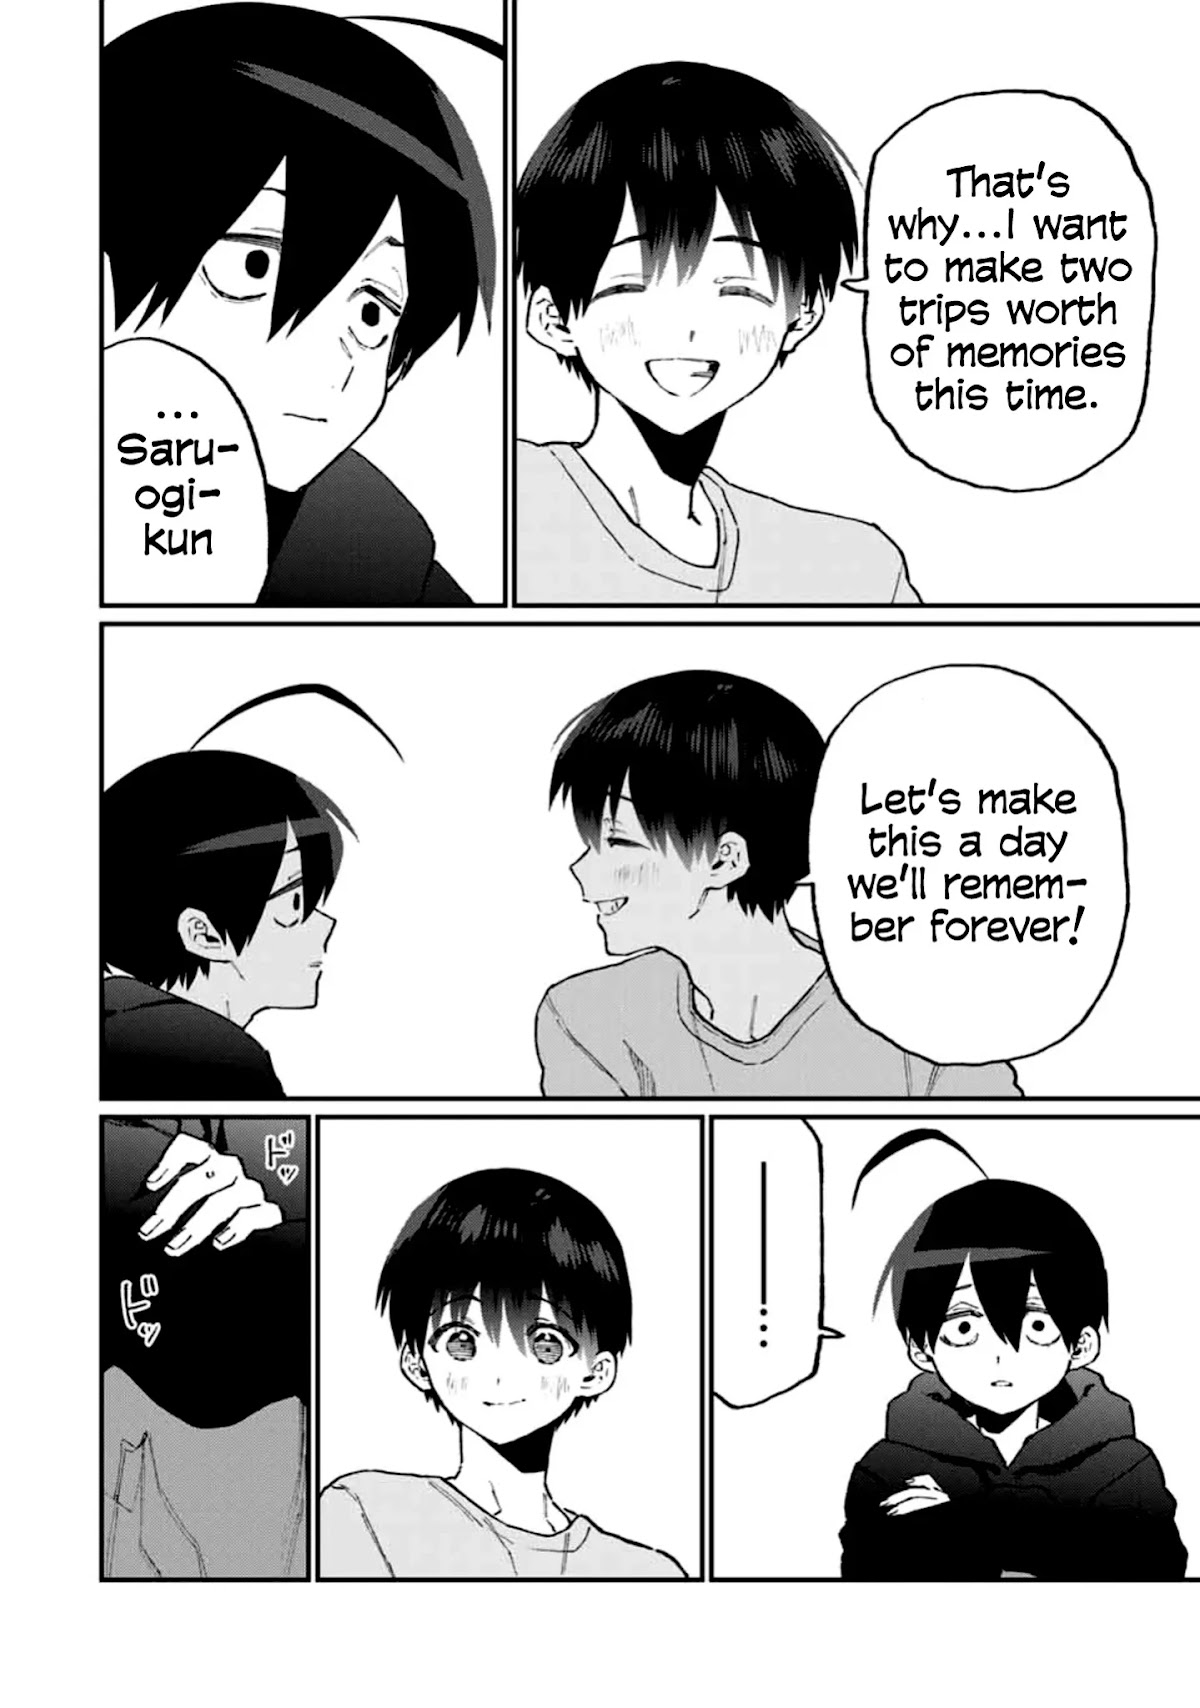 That's
why...I want
to make two
trips worth
of memories
this time.
...
Saru-
ogi-
kun
Let's make
this a day
we'll remem-
ber forever!
——...
ドッ
ドッ